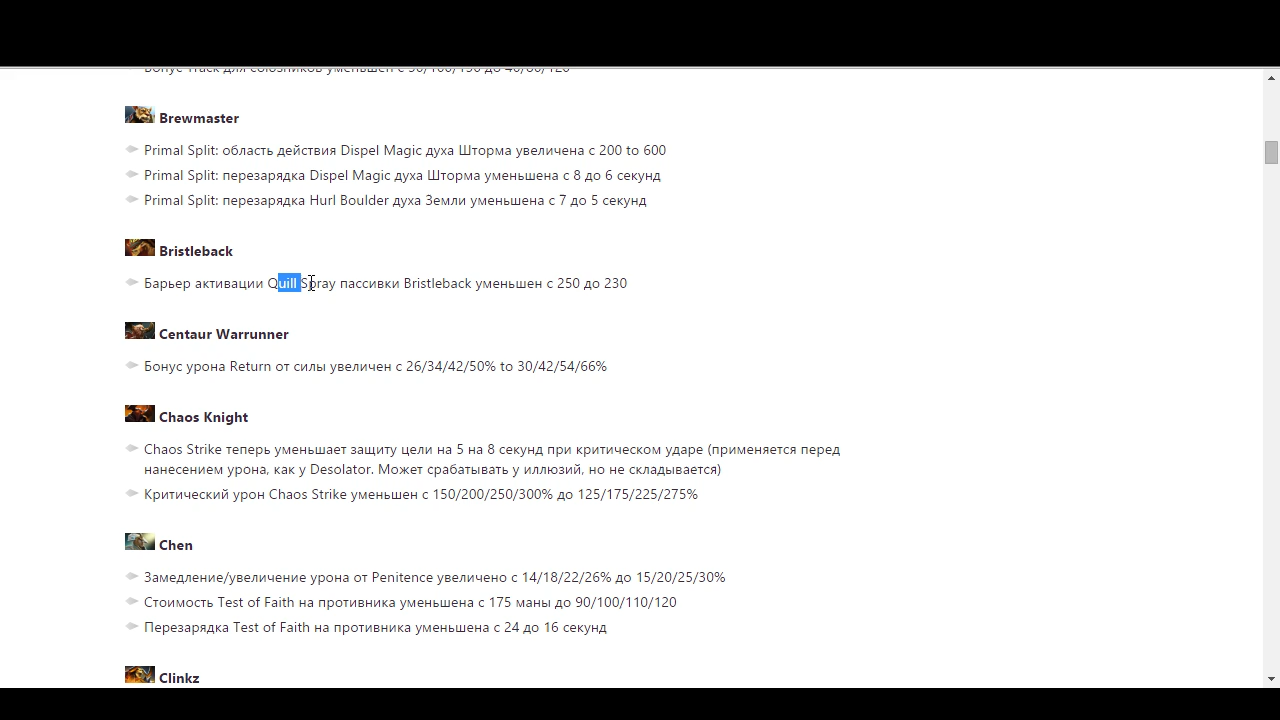 Бонус Track для союзников уменьшен с
Brewmaster
Primal Split: область действия Dispel Magic духа Шторма увеличена с 200 to 600
Primal Split: перезарядка Dispel Magic духа Шторма уменьшена с 8 до 6 секунд
Primal Split: перезарядка Hurl Boulder духа Земли уменьшена с 7 до 5 секунд
Bristleback
Барьер активации Quill Spray пассивки Bristleback уменьшен с 250 до 230
Centaur Warrunner
Бонус урона Return от силы увеличен с 26/34/42/50% to 30/42/54/66%
Chaos Knight
Chaos Strike теперь уменьшает защиту цели на 5 на 8 секунд при критическом ударе (применяется перед
нанесением урона, как у Desolator. Может срабатывать у иллюзий, но не складывается)
Критический урон Chaos Strike уменьшен с 150/200/250/300% до 125/175/225/275%
Chen
Замедление/увеличение урона от Penitence увеличено с 14/18/22/26% до 15/20/25/30%
Стоимость Test of Faith на противника уменьшена с 175 маны до 90/100/110/120
Перезарядка Test of Faith на противника уменьшена с 24 до 16 секунд
Clinkz